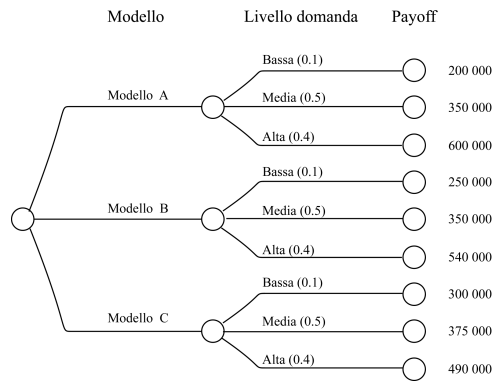 Modello Livello domanda Payoff
Bassa (0.1) 200 000
Modello A Media (0.5) 350 000
Alta (0.4) 600 000
Bassa (0.1) 250 000
Modello B Media (0.5) 350 000
Alta (0.4) 540 000
Bassa (0.1) 300 000
Modello C Media (0.5) 375 000
Alta (0.4) 490 000